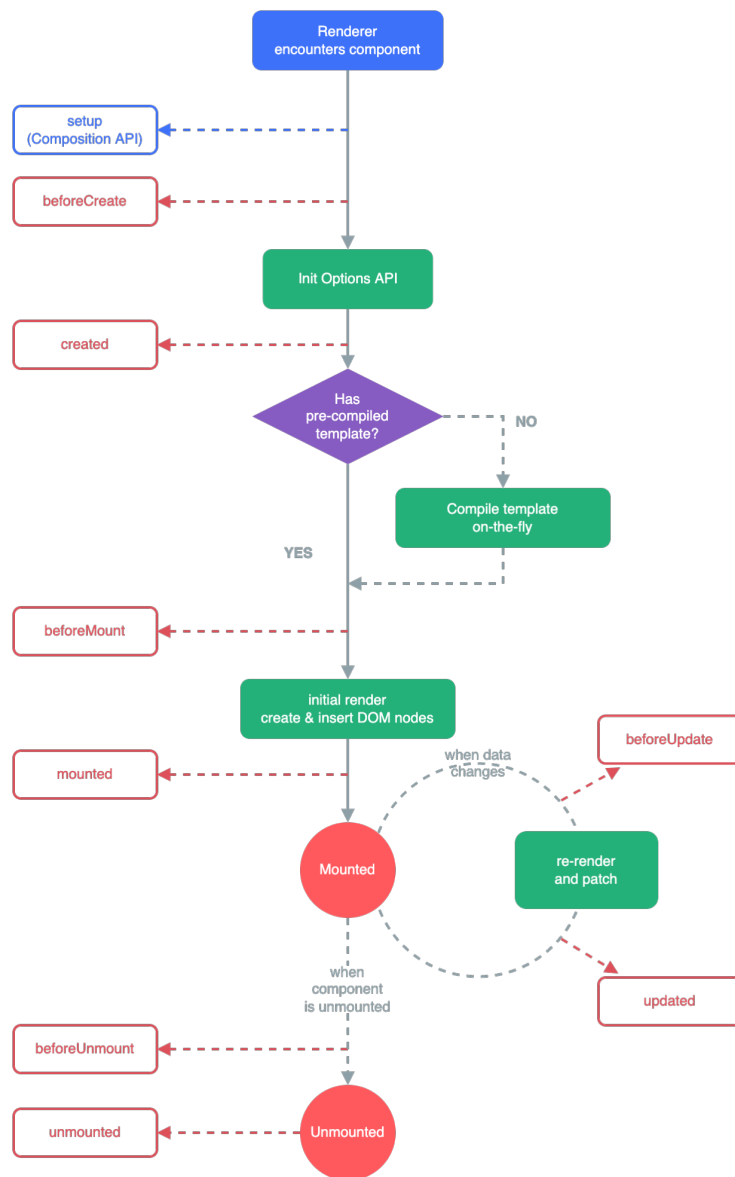 Renderer
encounters component
setup
(Composition API)
beforeCreate
Init Options API
created
Has
pre-compiled
template?
NO
Compile template
on-the-fly
YES
beforeMount
initial render
create & insert DOM nodes
beforeUpdate
when data
changes
mounted
Mounted
re-render
and patch
when
component
is unmounted
updated
beforeUnmount
unmounted
Unmounted